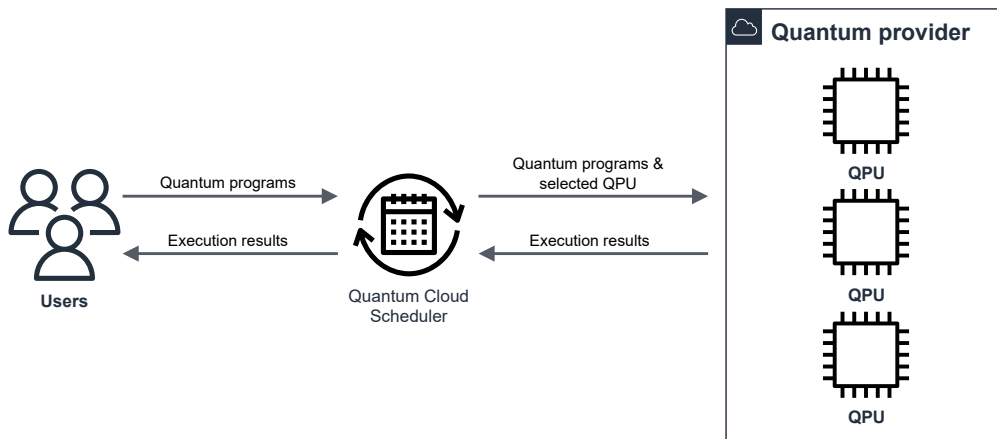 Quantum provider
QPU
Quantum programs
Quantum programs &
selected QPU
Execution results
Execution results
Users
Quantum Cloud
Scheduler
QPU
QPU